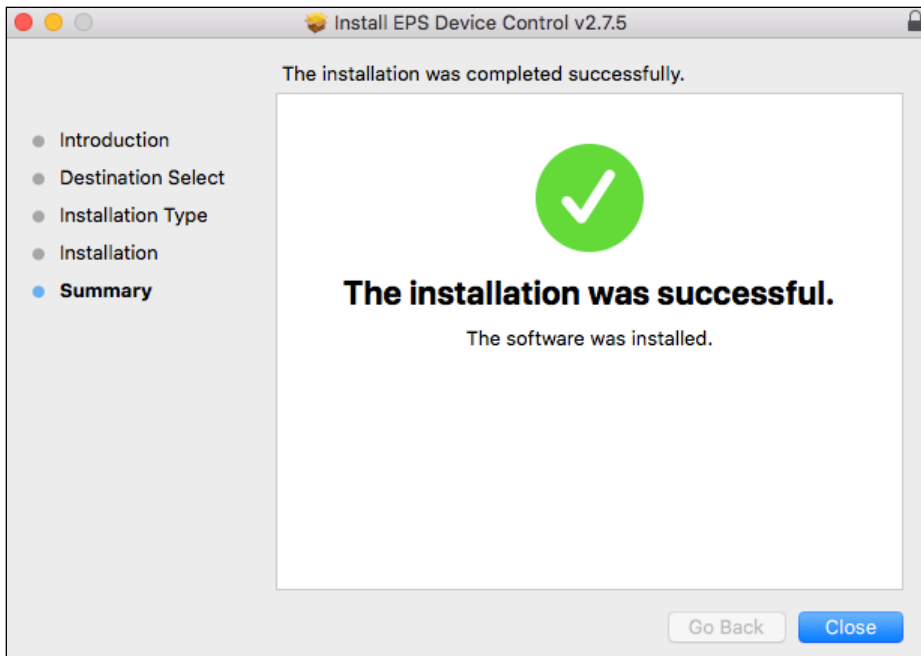 Install EPS Device Control v2.7.5
The installation was completed successfully.
Introduction
Destination Select
Installation Type
Installation
Summary
The installation was successful.
The software was installed.
Go Back
Close